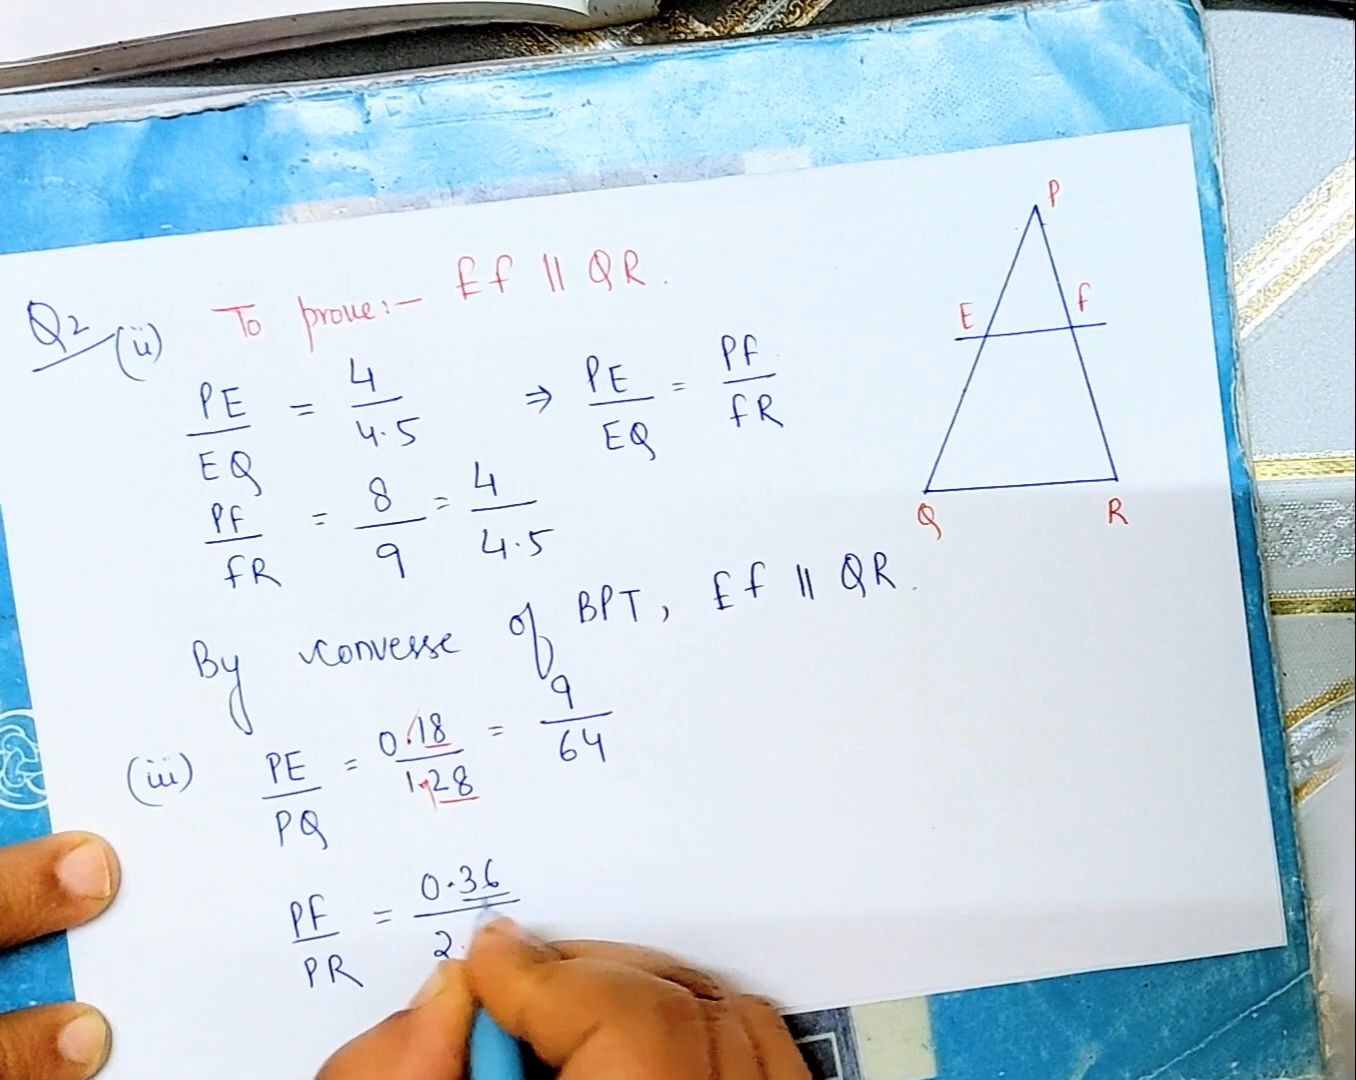 Q2 (ii) To prove:- EF || QR.
PE/EQ = 4/4.5 ⇒ PE/EQ = PF/FR
PF/FR = 8/9 = 4/4.5
By converse of BPT, EF || QR.
(iii) PE/PQ = 0.18/1.28 = 9/64
PF/PR = 0.36/2.
P
E
F
Q
R